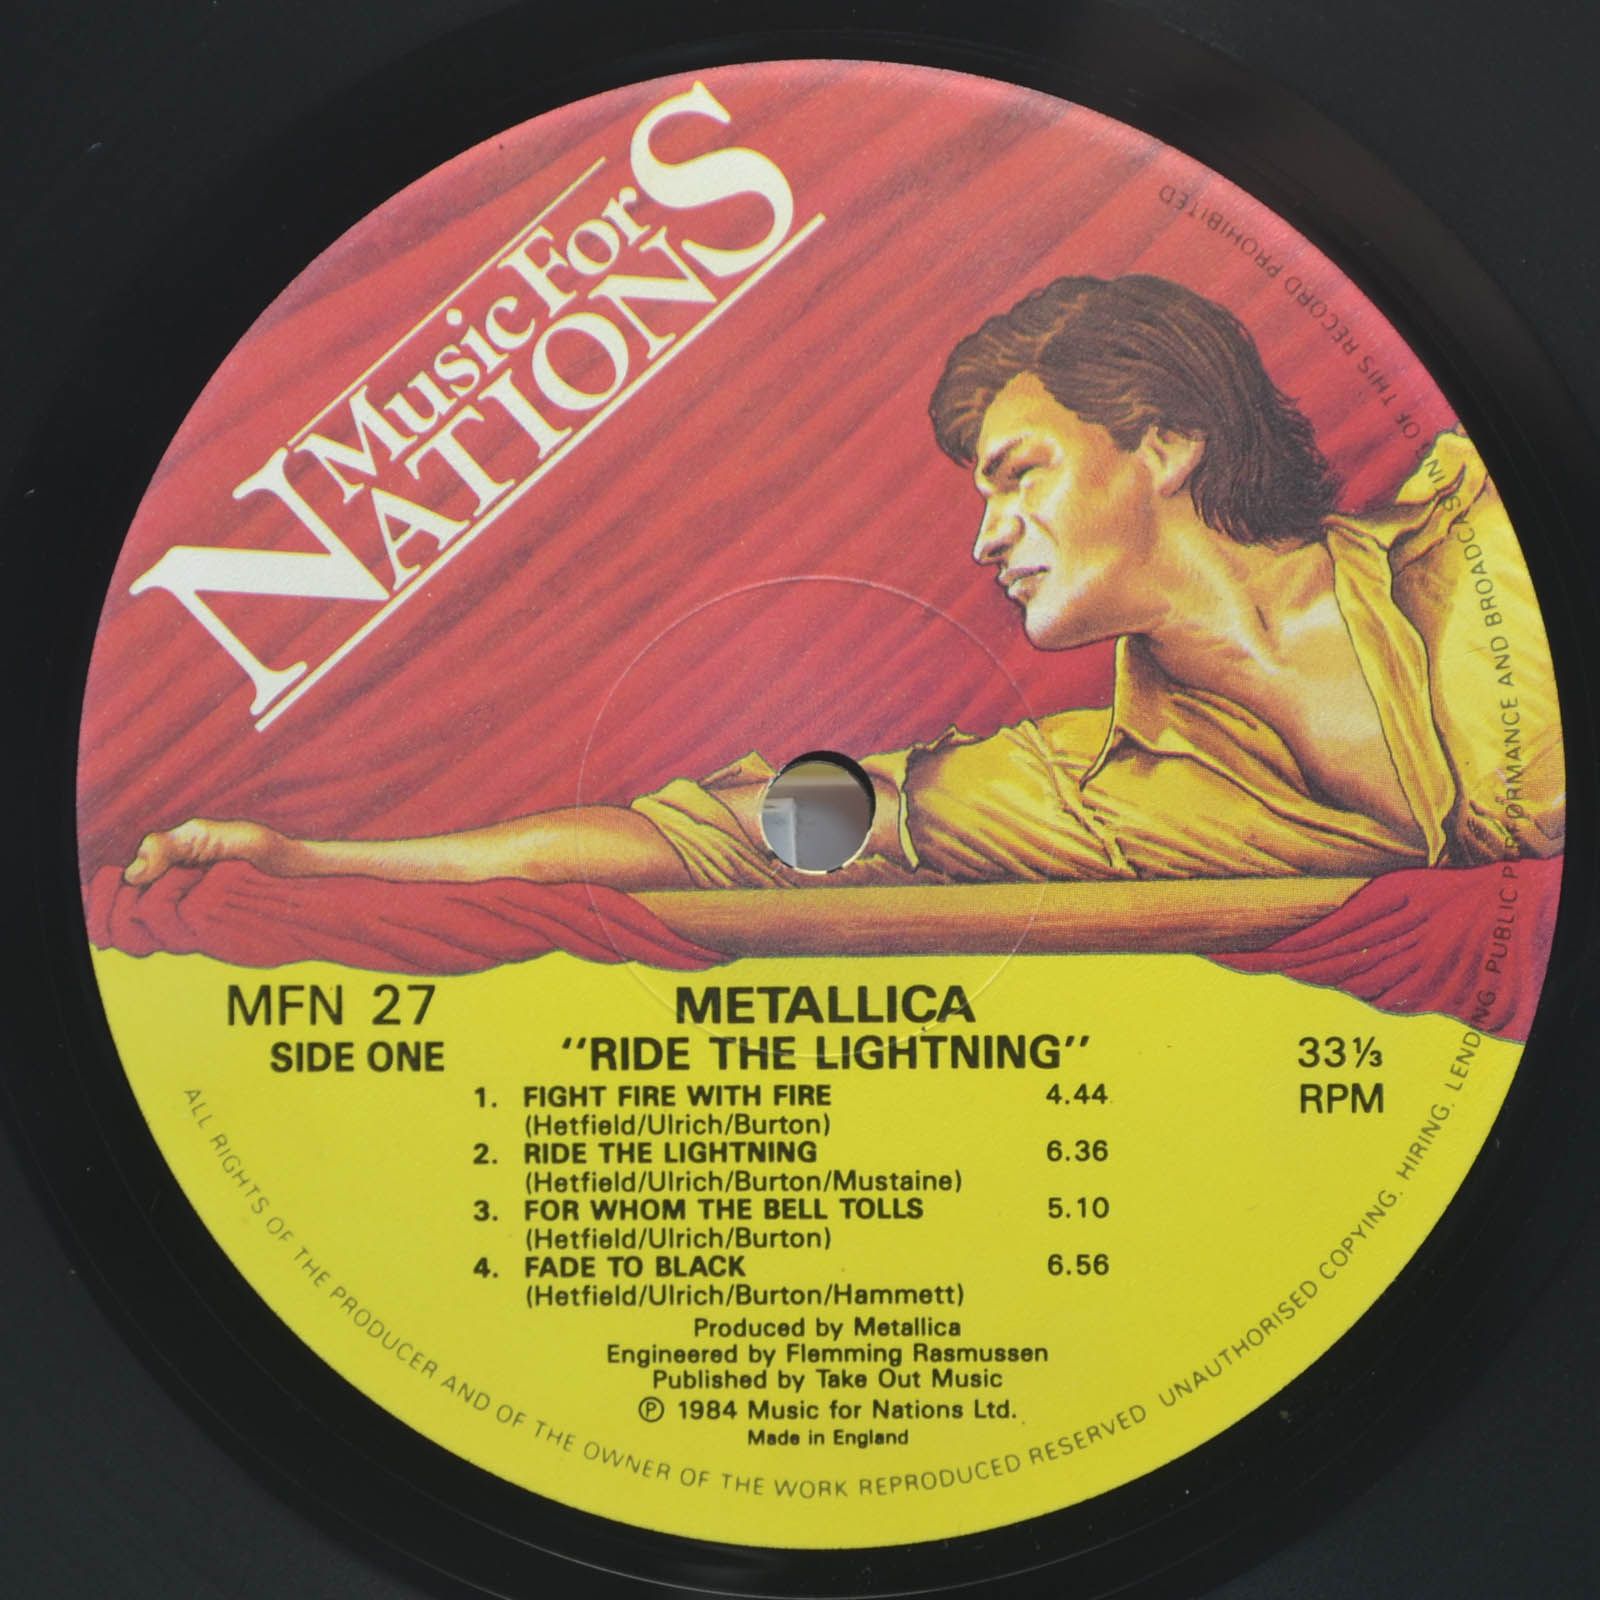 Music For
NATIONS
MFN 27
SIDE ONE
METALLICA
"RIDE THE LIGHTNING"
33⅓
RPM
1. FIGHT FIRE WITH FIRE 4.44
(Hetfield/Ulrich/Burton)
2. RIDE THE LIGHTNING 6.36
(Hetfield/Ulrich/Burton/Mustaine)
3. FOR WHOM THE BELL TOLLS 5.10
(Hetfield/Ulrich/Burton)
4. FADE TO BLACK 6.56
(Hetfield/Ulrich/Burton/Hammett)
Produced by Metallica
Engineered by Flemming Rasmussen
Published by Take Out Music
Ⓟ 1984 Music for Nations Ltd.
Made in England
ALL RIGHTS OF THE PRODUCER AND OF THE OWNER OF THE WORK REPRODUCED RESERVED UNAUTHORISED COPYING. HIRING. LENDING. PUBLIC PERFORMANCE AND BROADCASTING OF THIS RECORD PROHIBITED